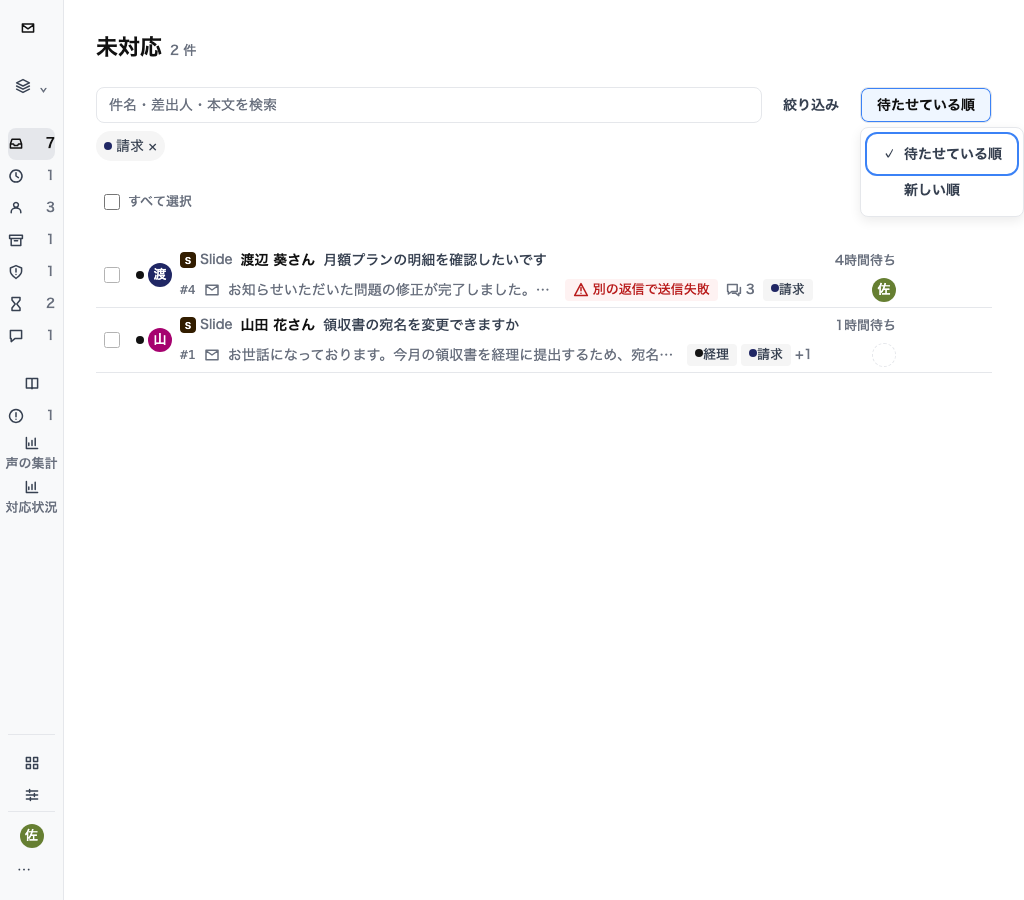 未対応 2 件
件名・差出人・本文を検索
絞り込み
待たせている順
✓ 待たせている順
新しい順
請求 ×
すべて選択
7
1
3
1
1
2
1
1
声の集計
対応状況
佐
…
渡
s Slide 渡辺 葵さん 月額プランの明細を確認したいです
4時間待ち
#4 お知らせいただいた問題の修正が完了しました。… 別の返信で送信失敗 3 請求
佐
山
s Slide 山田 花さん 領収書の宛名を変更できますか
1時間待ち
#1 お世話になっております。今月の領収書を経理に提出するため、宛名… 経理 請求 +1